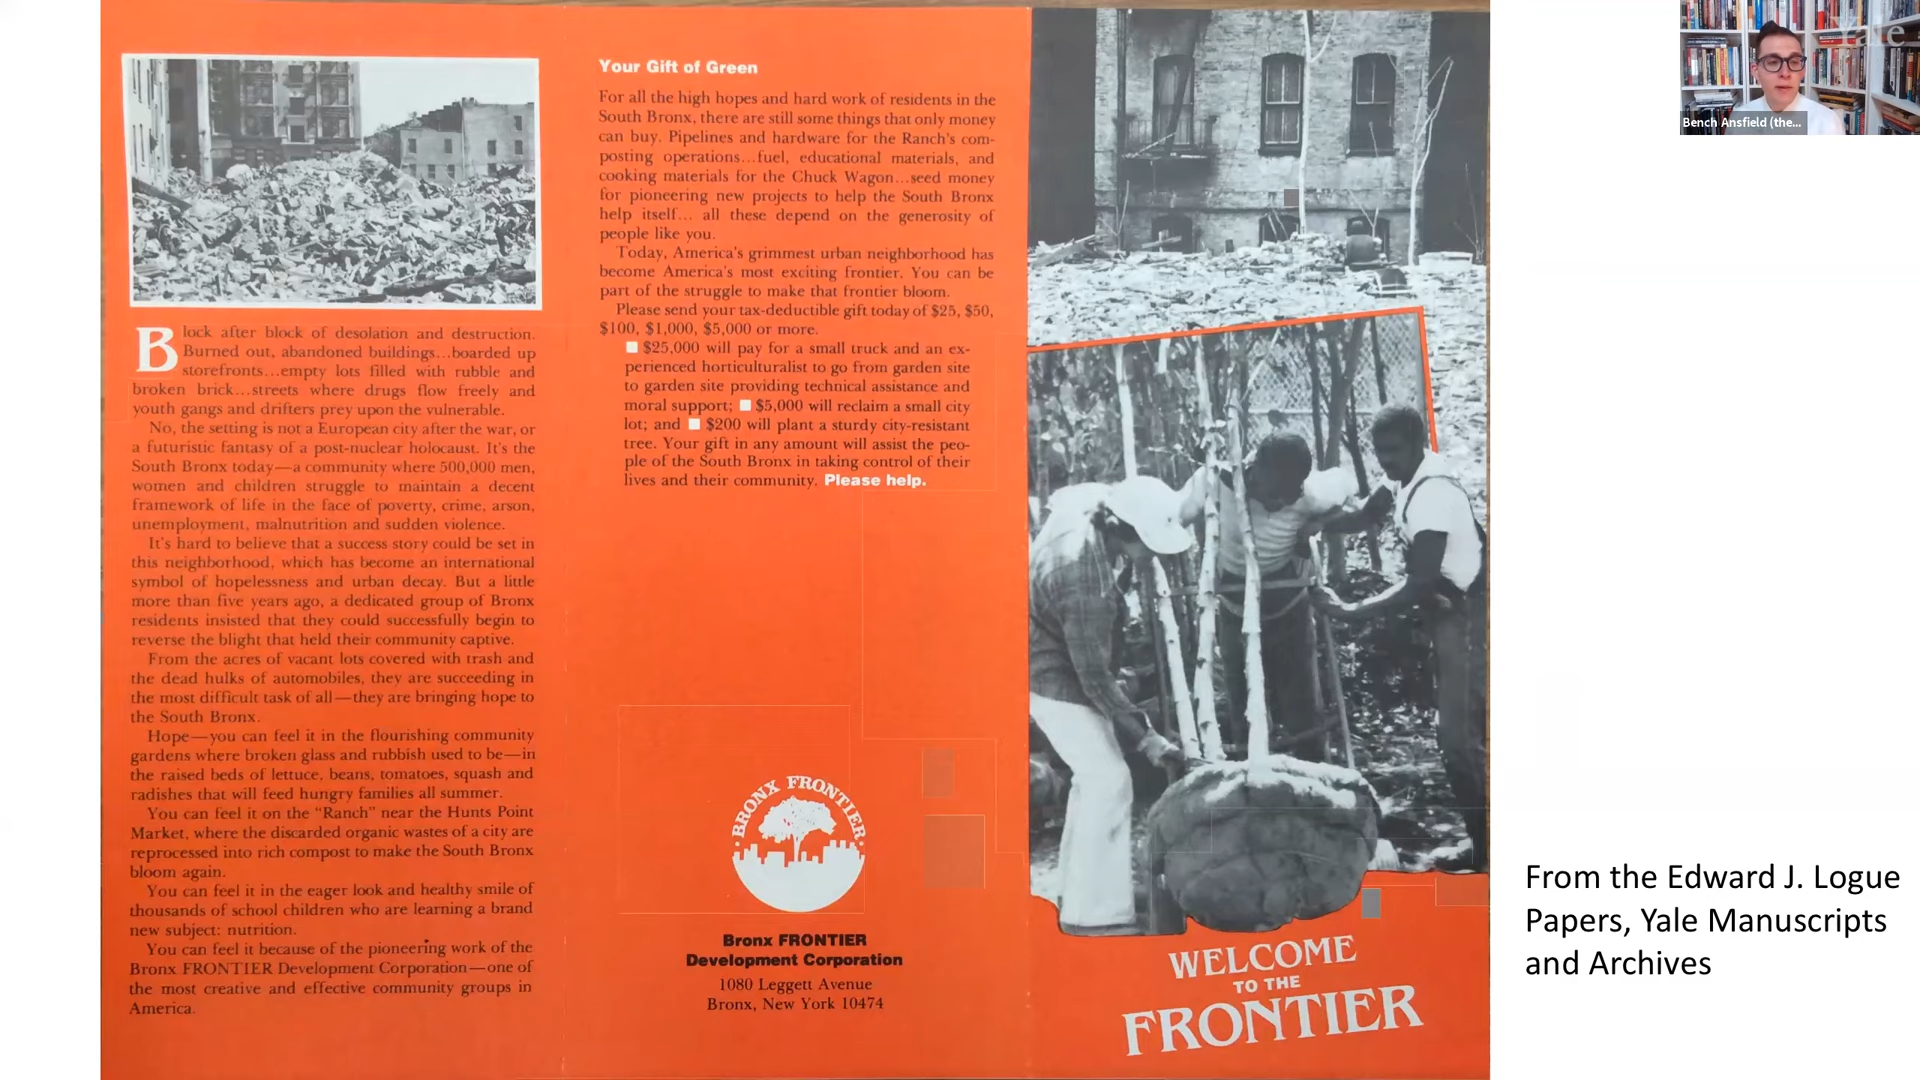 Block after block of desolation and destruction.
Burned out, abandoned buildings...boarded up
storefronts...empty lots filled with rubble and
broken brick...streets where drugs flow freely and
youth gangs and drifters prey upon the vulnerable.
No, the setting is not a European city after the war, or
a futuristic fantasy of a post-nuclear holocaust. It's the
South Bronx today—a community where 500,000 men,
women and children struggle to maintain a decent
framework of life in the face of poverty, crime, arson,
unemployment, malnutrition and sudden violence.
It's hard to believe that a success story could be set in
this neighborhood, which has become an international
symbol of hopelessness and urban decay. But a little
more than five years ago, a dedicated group of Bronx
residents insisted that they could successfully begin to
reverse the blight that held their community captive.
From the acres of vacant lots covered with trash and
the dead hulks of automobiles, they are succeeding in
the most difficult task of all—they are bringing hope to
the South Bronx.
Hope—you can feel it in the flourishing community
gardens where broken glass and rubbish used to be—in
the raised beds of lettuce, beans, tomatoes, squash and
radishes that will feed hungry families all summer.
You can feel it on the "Ranch" near the Hunts Point
Market, where the discarded organic wastes of a city are
reprocessed into rich compost to make the South Bronx
bloom again.
You can feel it in the eager look and healthy smile of
thousands of school children who are learning a brand
new subject: nutrition.
You can feel it because of the pioneering work of the
Bronx FRONTIER Development Corporation—one of
the most creative and effective community groups in
America.
Your Gift of Green
For all the high hopes and hard work of residents in the
South Bronx, there are still some things that only money
can buy. Pipelines and hardware for the Ranch's com-
posting operations...fuel, educational materials, and
cooking materials for the Chuck Wagon...seed money
for pioneering new projects to help the South Bronx
help itself... all these depend on the generosity of
people like you.
Today, America's grimmest urban neighborhood has
become America's most exciting frontier. You can be
part of the struggle to make that frontier bloom.
Please send your tax-deductible gift today of $25, $50,
$100, $1,000, $5,000 or more.
$25,000 will pay for a small truck and an ex-
perienced horticulturalist to go from garden site
to garden site providing technical assistance and
moral support; $5,000 will reclaim a small city
lot; and $200 will plant a sturdy city-resistant
tree. Your gift in any amount will assist the peo-
ple of the South Bronx in taking control of their
lives and their community. Please help.
BRONX FRONTIER
Bronx FRONTIER
Development Corporation
1080 Leggett Avenue
Bronx, New York 10474
WELCOME
TO THE
FRONTIER
Yale
Bench Ansfield (the...
From the Edward J. Logue
Papers, Yale Manuscripts
and Archives